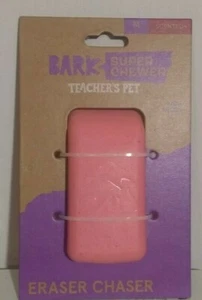 BARK
SUPER
CHEWER
TEACHER'S PET
ERASER CHASER